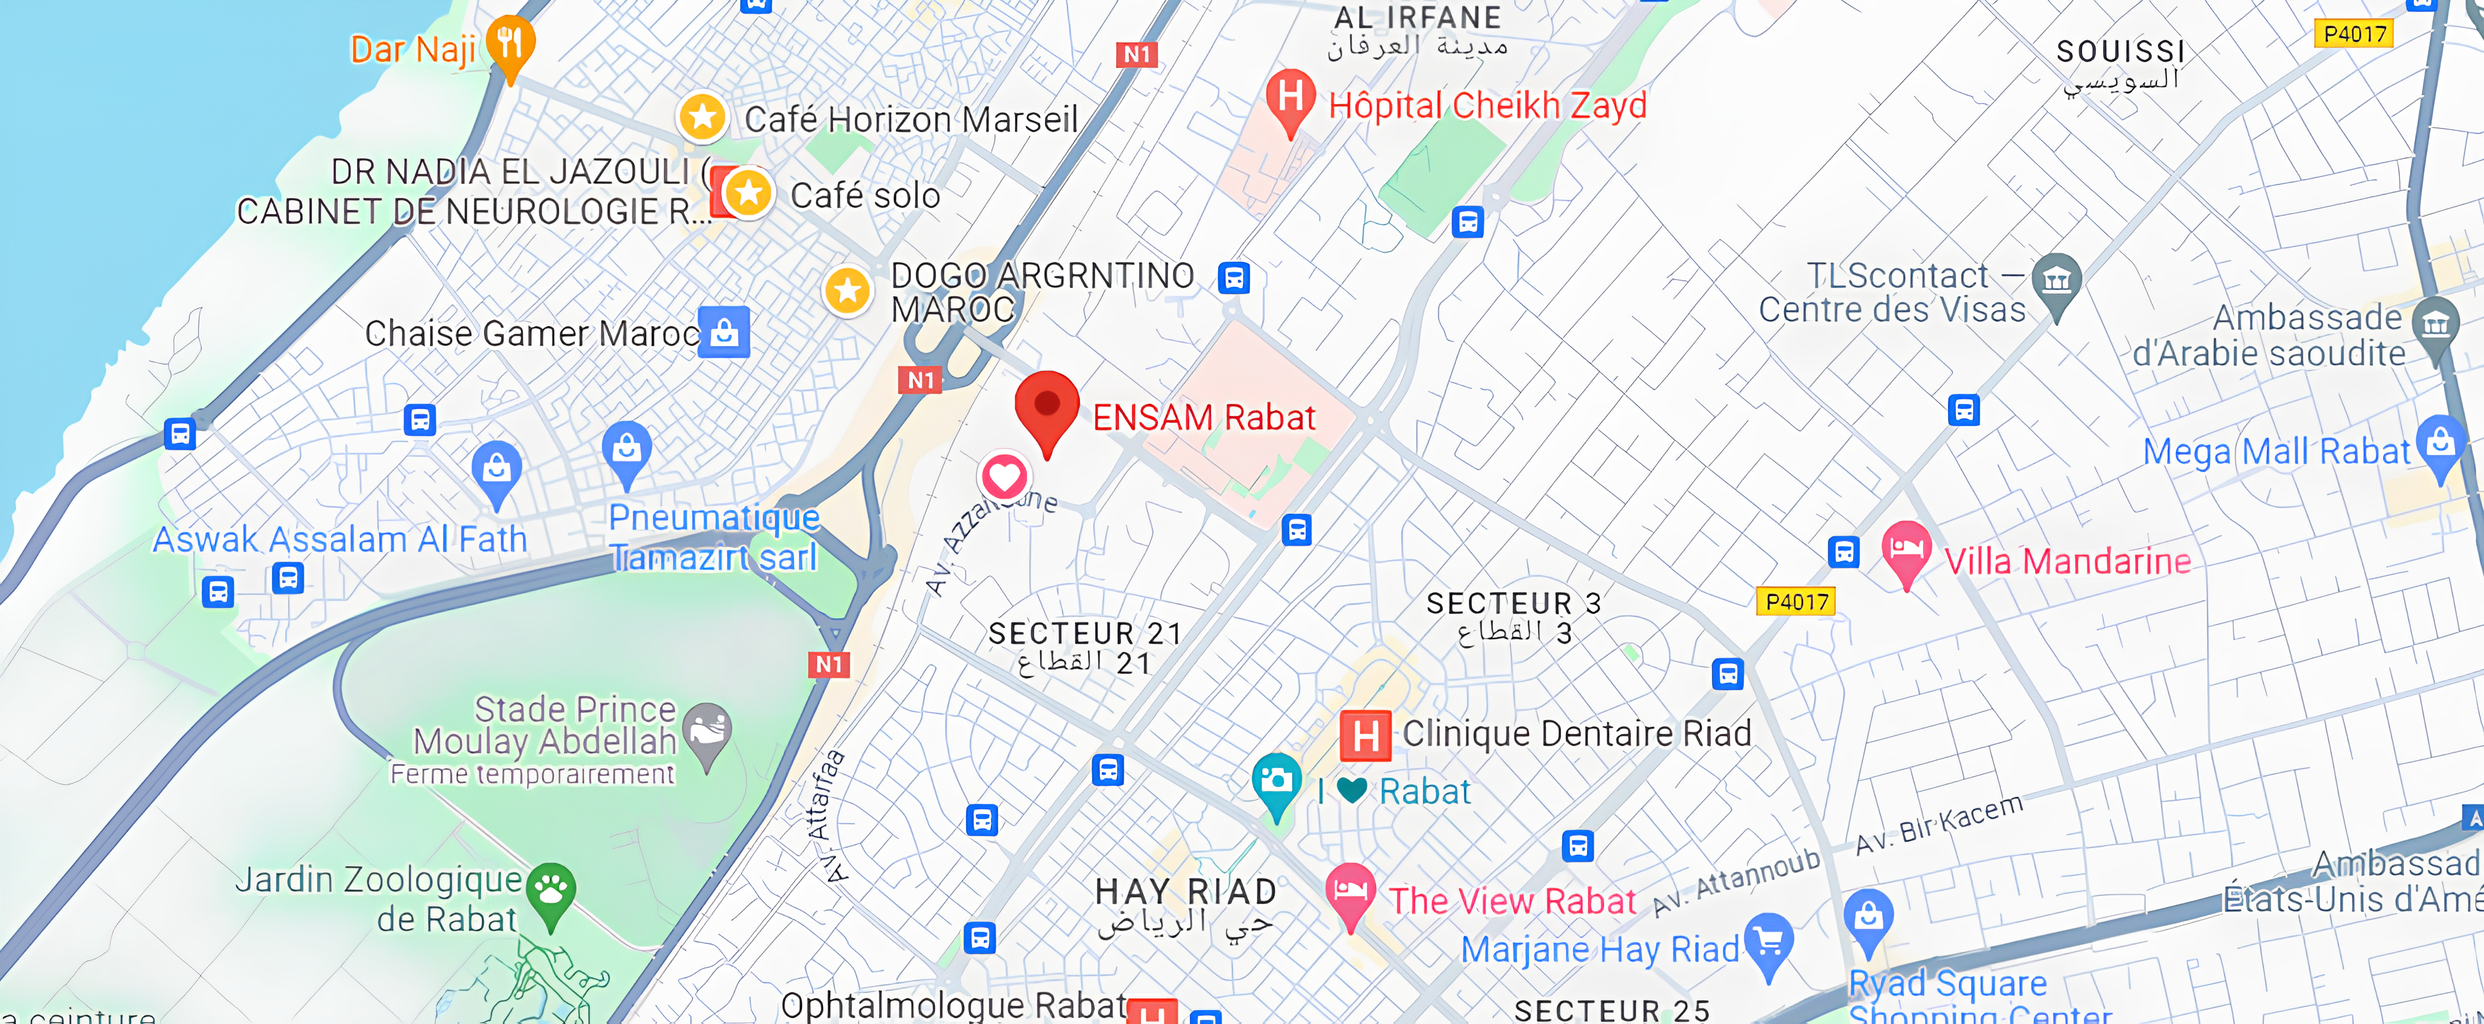 AL IRFANE
مدينة العرفان
SOUISSI
السويسي
P4017
Dar Naji
N1
Hôpital Cheikh Zayd
Café Horizon Marseil
DR NADIA EL JAZOULI (
CABINET DE NEUROLOGIE R...
Café solo
DOGO ARGRNTINO
MAROC
TLScontact —
Centre des Visas
Ambassade
d'Arabie saoudite
Chaise Gamer Maroc
N1
ENSAM Rabat
Mega Mall Rabat
Pneumatique
Tamazirt sarl
Aswak Assalam Al Fath
Av. Azzaitoune
Villa Mandarine
P4017
SECTEUR 3
القطاع 3
SECTEUR 21
القطاع 21
N1
Stade Prince
Moulay Abdellah
Fermé temporairement
Clinique Dentaire Riad
I ♥ Rabat
Av. Attarfaa
Av. Bir Kacem
Av. Attannoub
A
Ambassad
États-Unis d'Amé
Jardin Zoologique
de Rabat
HAY RIAD
حي الرياض
The View Rabat
Marjane Hay Riad
Ryad Square
Shopping Center
Ophtalmologue Rabat
SECTEUR 25
a ceinture